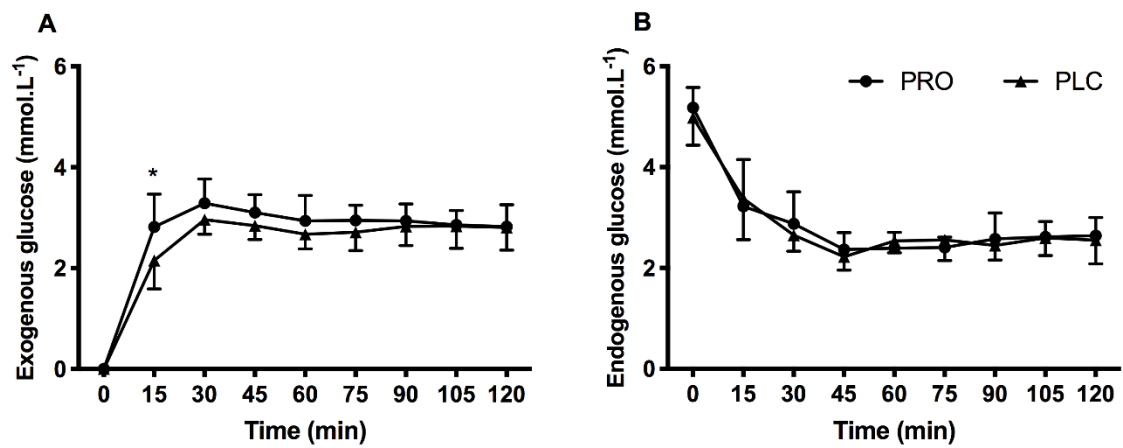 A
Exogenous glucose (mmol.L-1)
6
4
2
0
*
0 15 30 45 60 75 90 105 120
Time (min)
B
Endogenous glucose (mmol.L-1)
6
4
2
0
PRO PLC
0 15 30 45 60 75 90 105 120
Time (min)